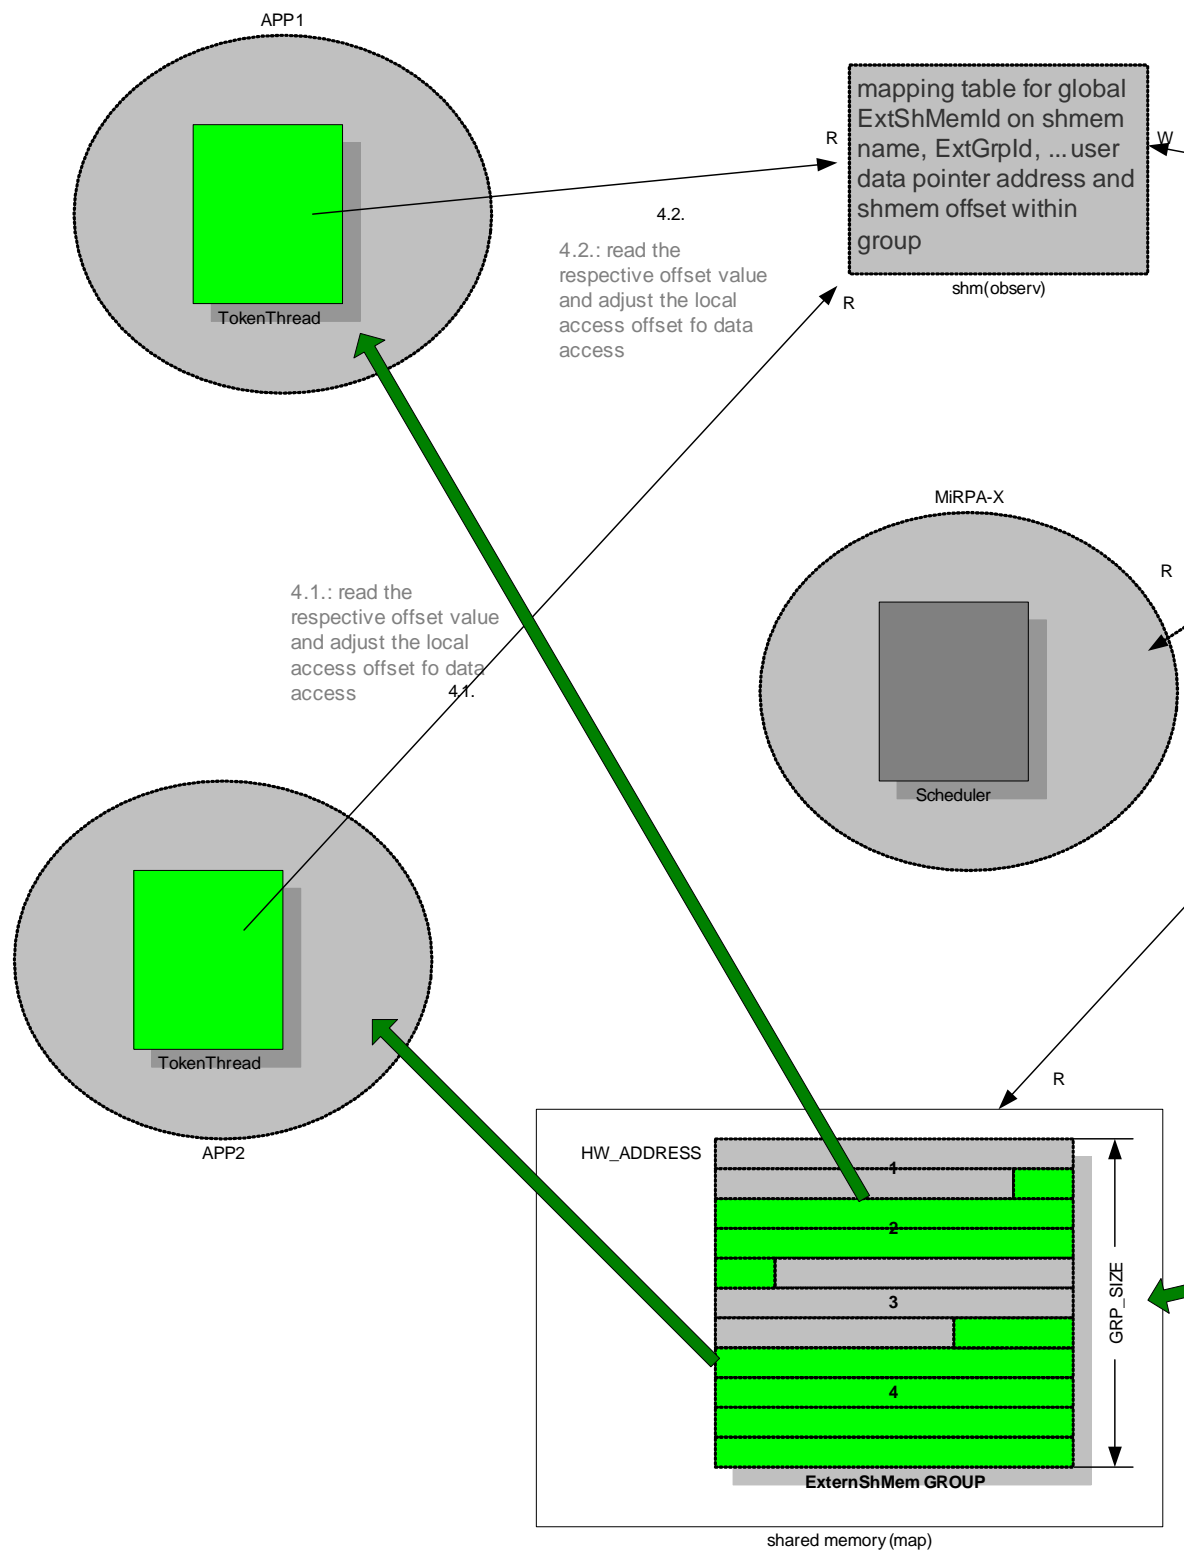 APP1
mapping table for global
ExtShMemId on shmem
name, ExtGrpId, ... user
data pointer address and
shmem offset within
group
R
W
4.2.
4.2.: read the
respective offset value
and adjust the local
access offset fo data
access
shm(observ)
R
TokenThread
MiRPA-X
R
4.1.: read the
respective offset value
and adjust the local
access offset fo data
access
4.1.
Scheduler
TokenThread
APP2
R
HW_ADDRESS
1
2
3
4
GRP_SIZE
ExternShMem GROUP
shared memory (map)